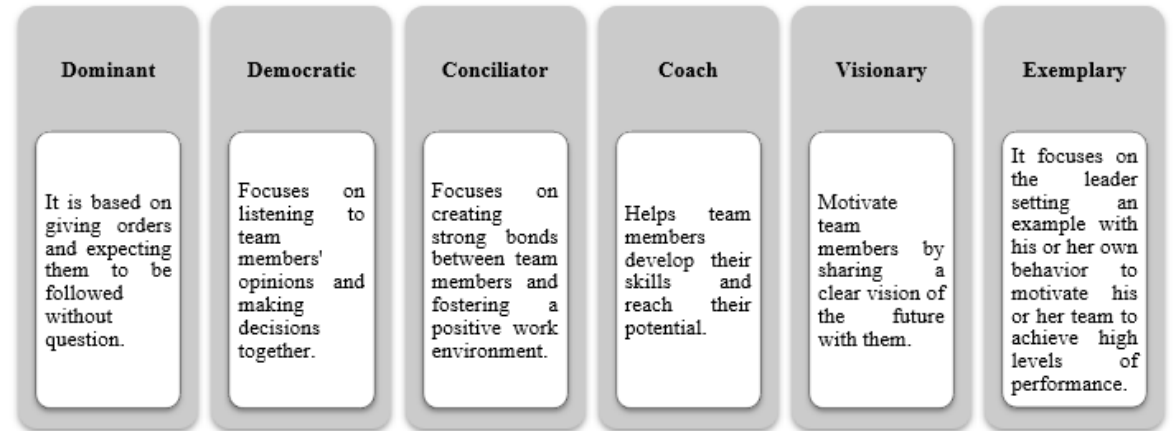 Dominant
It is based on
giving orders
and expecting
them to be
followed
without
question.
Democratic
Focuses on
listening to
team
members'
opinions and
making
decisions
together.
Conciliator
Focuses on
creating
strong bonds
between team
members and
fostering a
positive work
environment.
Coach
Helps team
members
develop their
skills and
reach their
potential.
Visionary
Motivate
team
members by
sharing a
clear vision of
the future
with them.
Exemplary
It focuses on
the leader
setting an
example with
his or her own
behavior to
motivate his
or her team to
achieve high
levels of
performance.